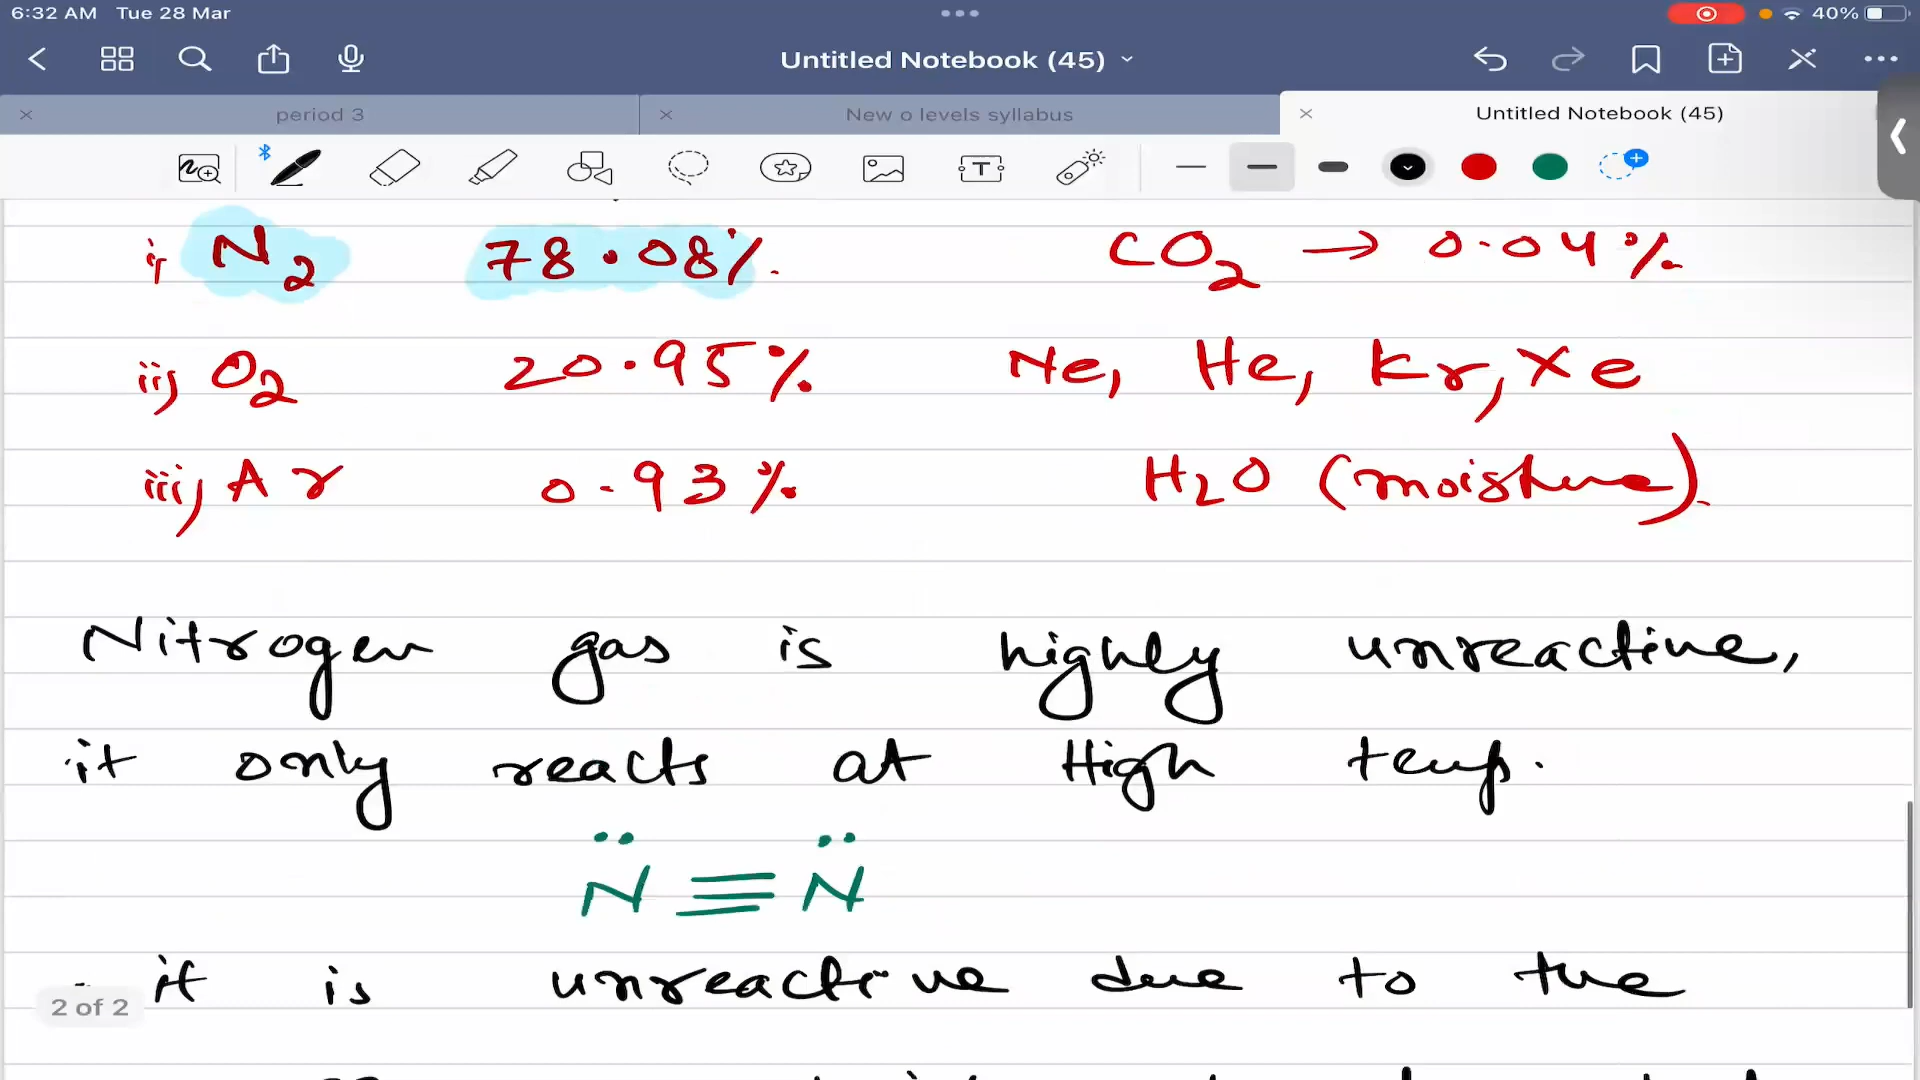 6:32 AM Tue 28 Mar
40%
Untitled Notebook (45)
period 3
New o levels syllabus
Untitled Notebook (45)
i, N2 78.08%. CO2 → 0.04%.
ii, O2 20.95% Ne, He, Kr, Xe
iii, Ar 0.93% H2O (moisture).
Nitrogen gas is highly unreactive,
it only reacts at High temp.
N≡N
it is unreactive due to the
2 of 2